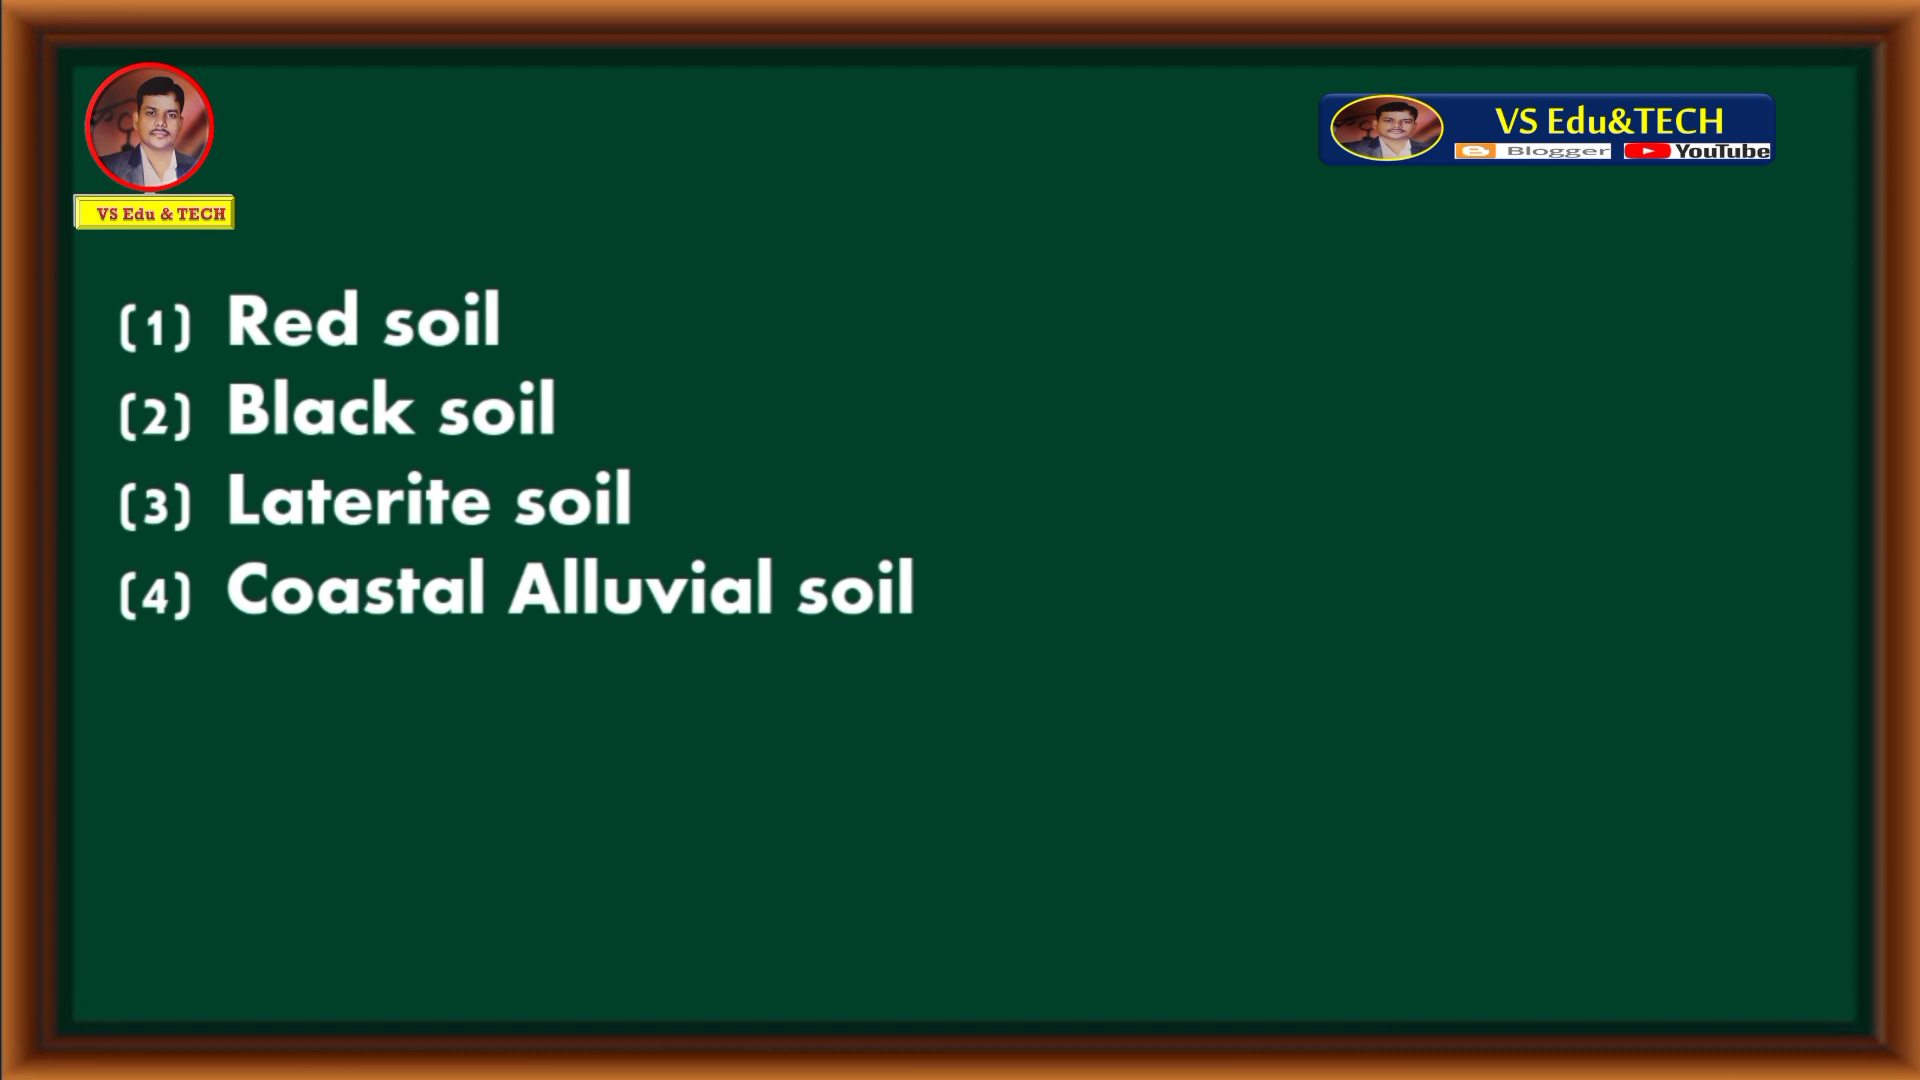 VS Edu & TECH
VS Edu&TECH
Blogger YouTube
(1) Red soil
(2) Black soil
(3) Laterite soil
(4) Coastal Alluvial soil